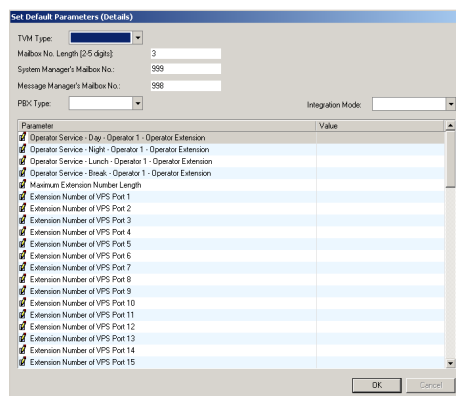 Set Default Parameters (Details)
TVM Type:
Mailbox No. Length [2-5 digits]: 3
System Manager's Mailbox No.: 999
Message Manager's Mailbox No.: 998
PBX Type: Integration Mode:
Parameter Value
Operator Service - Day - Operator 1 - Operator Extension
Operator Service - Night - Operator 1 - Operator Extension
Operator Service - Lunch - Operator 1 - Operator Extension
Operator Service - Break - Operator 1 - Operator Extension
Maximum Extension Number Length
Extension Number of VPS Port 1
Extension Number of VPS Port 2
Extension Number of VPS Port 3
Extension Number of VPS Port 4
Extension Number of VPS Port 5
Extension Number of VPS Port 6
Extension Number of VPS Port 7
Extension Number of VPS Port 8
Extension Number of VPS Port 9
Extension Number of VPS Port 10
Extension Number of VPS Port 11
Extension Number of VPS Port 12
Extension Number of VPS Port 13
Extension Number of VPS Port 14
Extension Number of VPS Port 15
OK Cancel